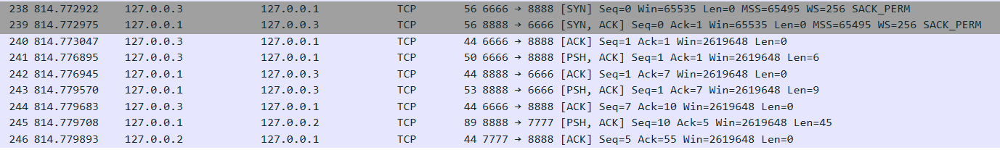 238 814.772922 127.0.0.3 127.0.0.1 TCP 56 6666 → 8888 [SYN] Seq=0 Win=65535 Len=0 MSS=65495 WS=256 SACK_PERM
239 814.772975 127.0.0.1 127.0.0.3 TCP 56 8888 → 6666 [SYN, ACK] Seq=0 Ack=1 Win=65535 Len=0 MSS=65495 WS=256 SACK_PERM
240 814.773047 127.0.0.3 127.0.0.1 TCP 44 6666 → 8888 [ACK] Seq=1 Ack=1 Win=2619648 Len=0
241 814.776895 127.0.0.3 127.0.0.1 TCP 50 6666 → 8888 [PSH, ACK] Seq=1 Ack=1 Win=2619648 Len=6
242 814.776945 127.0.0.1 127.0.0.3 TCP 44 8888 → 6666 [ACK] Seq=1 Ack=7 Win=2619648 Len=0
243 814.779570 127.0.0.1 127.0.0.3 TCP 53 8888 → 6666 [PSH, ACK] Seq=1 Ack=7 Win=2619648 Len=9
244 814.779683 127.0.0.3 127.0.0.1 TCP 44 6666 → 8888 [ACK] Seq=7 Ack=10 Win=2619648 Len=0
245 814.779708 127.0.0.1 127.0.0.2 TCP 89 8888 → 7777 [PSH, ACK] Seq=10 Ack=5 Win=2619648 Len=45
246 814.779893 127.0.0.2 127.0.0.1 TCP 44 7777 → 8888 [ACK] Seq=5 Ack=55 Win=2619648 Len=0